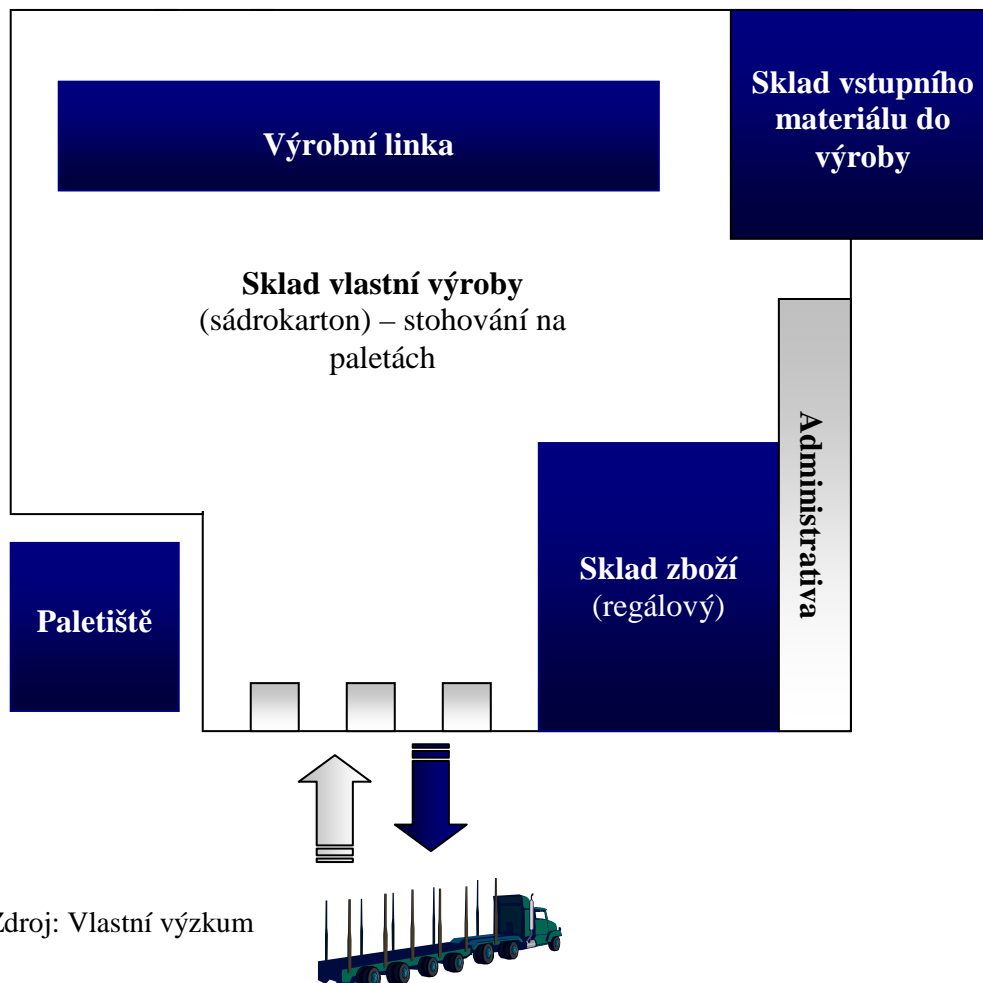 Výrobní linka
Sklad vstupního
materiálu do
výroby
Sklad vlastní výroby
(sádrokarton) – stohování na
paletách
Administrativa
Sklad zboží
(regálový)
Paletiště
Zdroj: Vlastní výzkum